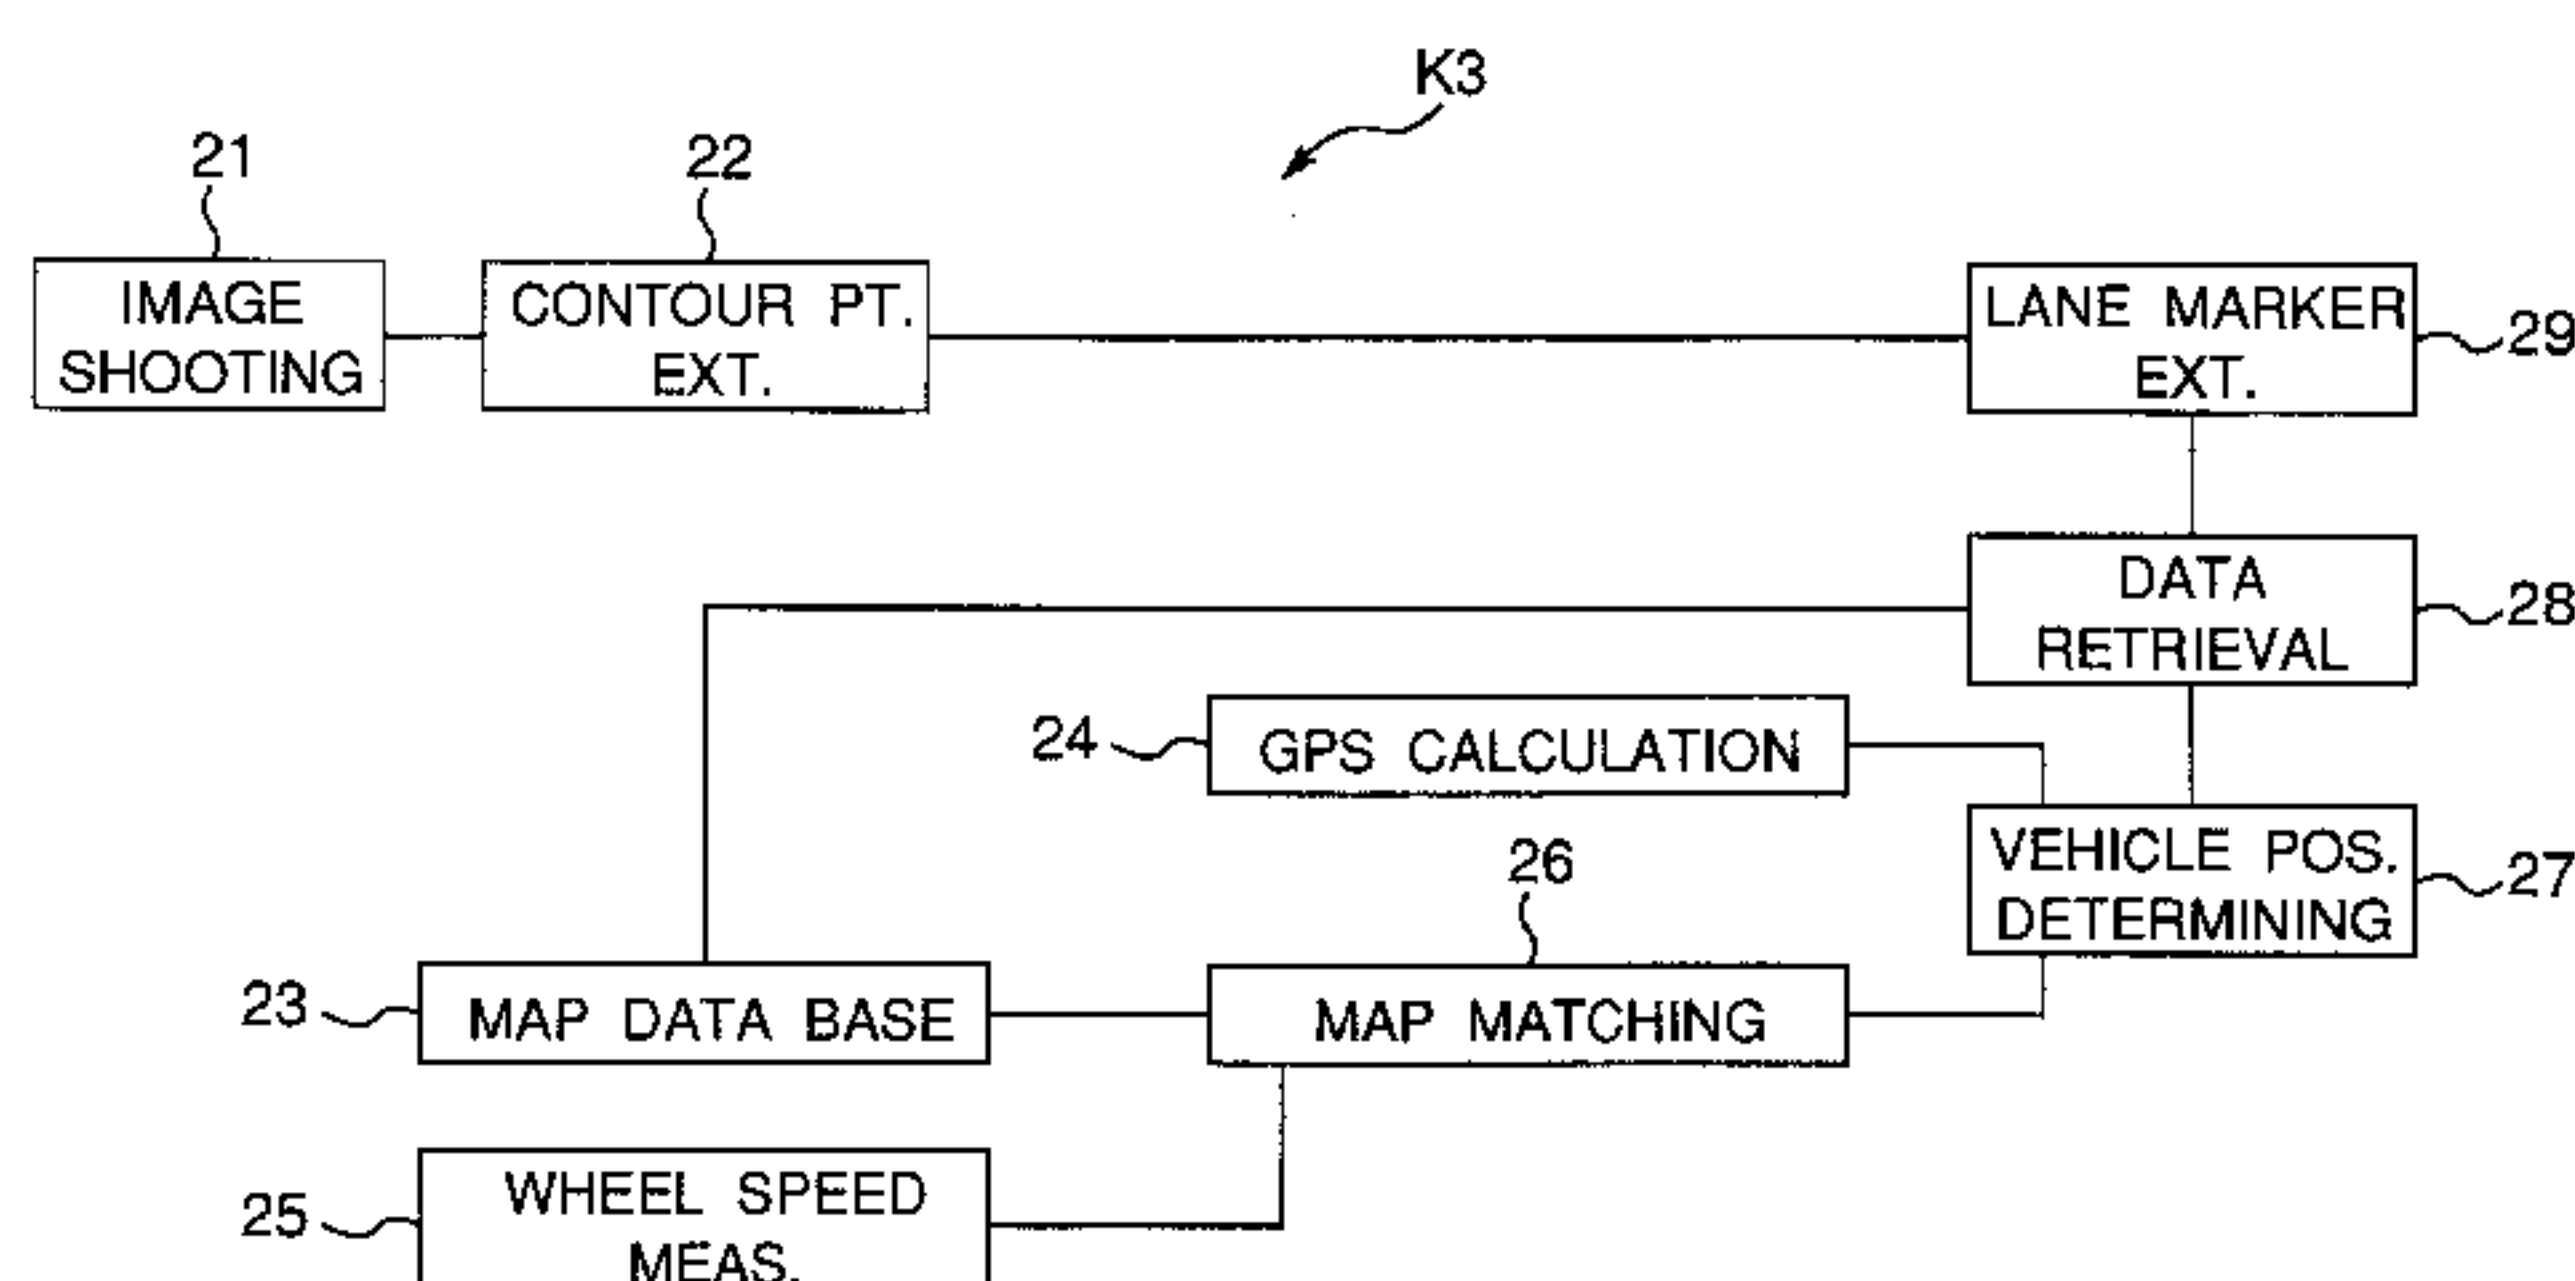 K3
21
22
IMAGE
SHOOTING
CONTOUR PT.
EXT.
LANE MARKER
EXT.
29
DATA
RETRIEVAL
28
24
GPS CALCULATION
VEHICLE POS.
DETERMINING
27
26
23
MAP DATA BASE
MAP MATCHING
25
WHEEL SPEED
MEAS.